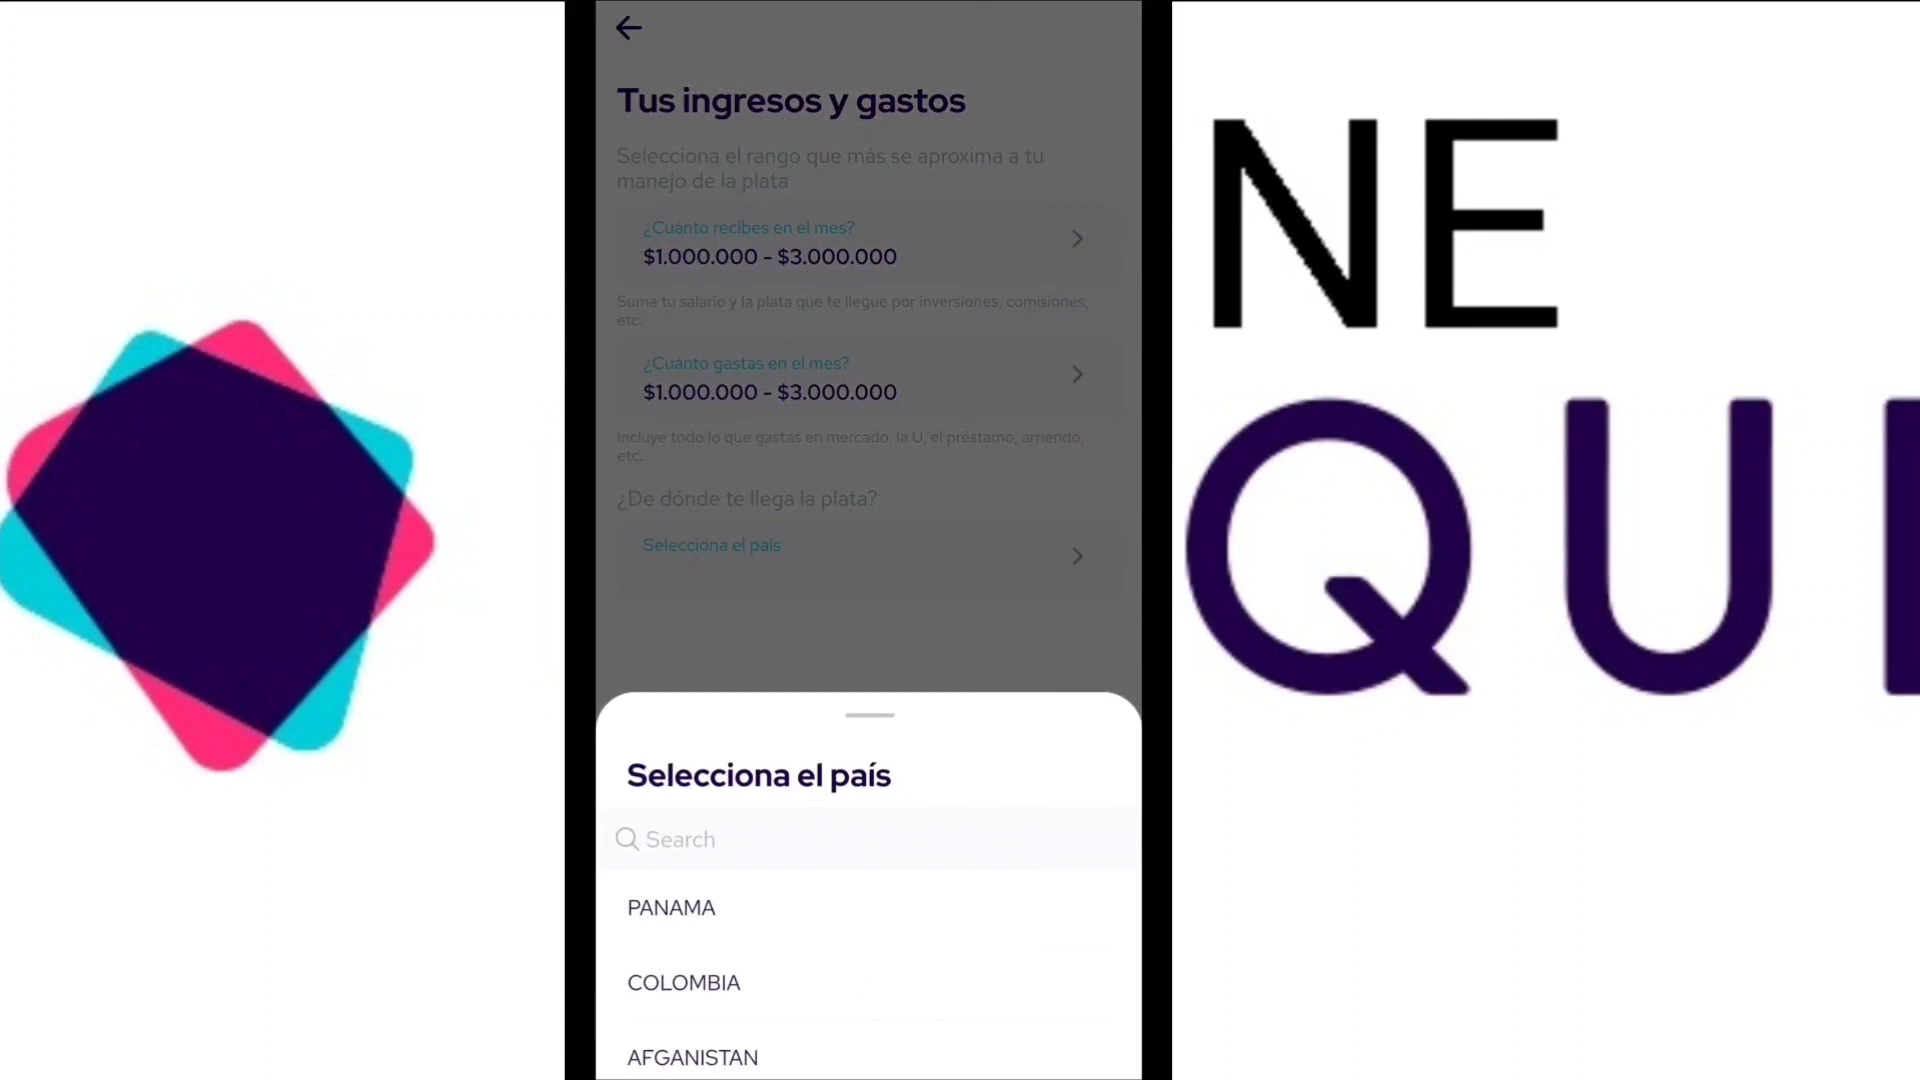 Tus ingresos y gastos
Selecciona el rango que más se aproxima a tu
manejo de la plata
¿Cuánto recibes en el mes?
$1.000.000 - $3.000.000
Suma tu salario y la plata que te llegue por inversiones, comisiones,
etc.
¿Cuánto gastas en el mes?
$1.000.000 - $3.000.000
Incluye todo lo que gastas en mercado, la U, el préstamo, arriendo,
etc.
¿De dónde te llega la plata?
Selecciona el país
Selecciona el país
Search
PANAMA
COLOMBIA
AFGANISTAN
NE
QU